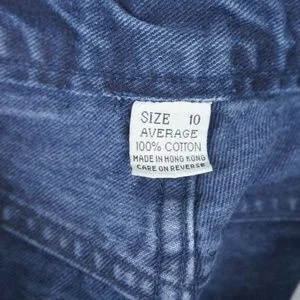 SIZE 10
AVERAGE
100% COTTON
MADE IN HONG KONG
CARE ON REVERSE